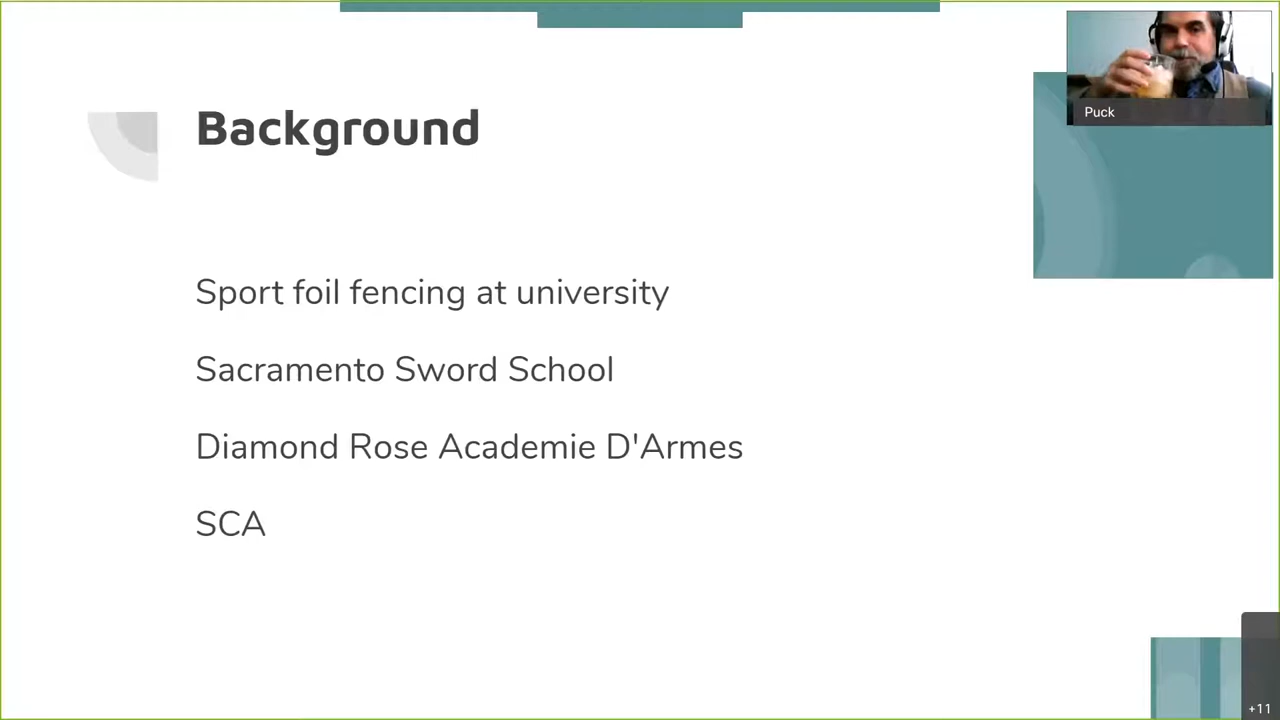 Puck
Background
Sport foil fencing at university
Sacramento Sword School
Diamond Rose Academie D'Armes
SCA
+11